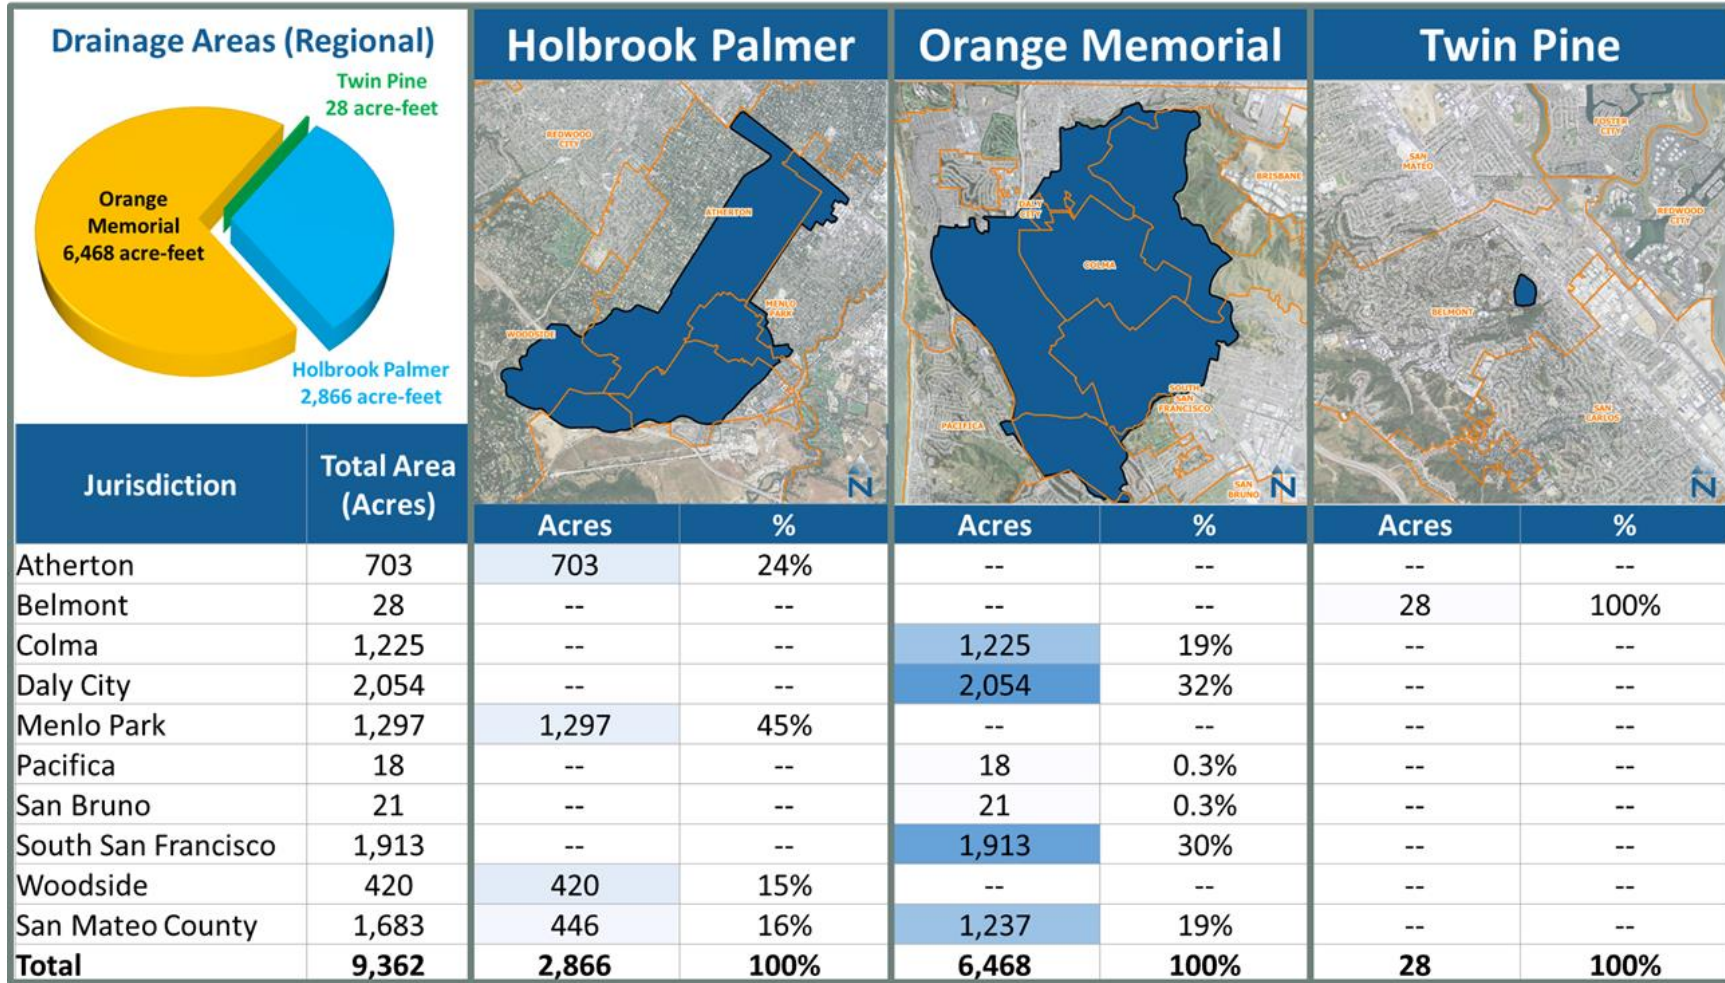 Drainage Areas (Regional)
Twin Pine
28 acre-feet
Orange
Memorial
6,468 acre-feet
Holbrook Palmer
2,866 acre-feet
Holbrook Palmer
REDWOOD
CITY
ATHERTON
MENLO
PARK
WOODSIDE
N
Orange Memorial
BRISBANE
DALY
CITY
COLMA
SOUTH
SAN
FRANCISCO
PACIFICA
SAN
BRUNO
N
Twin Pine
FOSTER
CITY
SAN
MATEO
REDWOOD
CITY
BELMONT
SAN
CARLOS
N
Jurisdiction Total Area
(Acres)
Acres % Acres % Acres %
Atherton 703 703 24% -- -- -- --
Belmont 28 -- -- -- -- 28 100%
Colma 1,225 -- -- 1,225 19% -- --
Daly City 2,054 -- -- 2,054 32% -- --
Menlo Park 1,297 1,297 45% -- -- -- --
Pacifica 18 -- -- 18 0.3% -- --
San Bruno 21 -- -- 21 0.3% -- --
South San Francisco 1,913 -- -- 1,913 30% -- --
Woodside 420 420 15% -- -- -- --
San Mateo County 1,683 446 16% 1,237 19% -- --
Total 9,362 2,866 100% 6,468 100% 28 100%